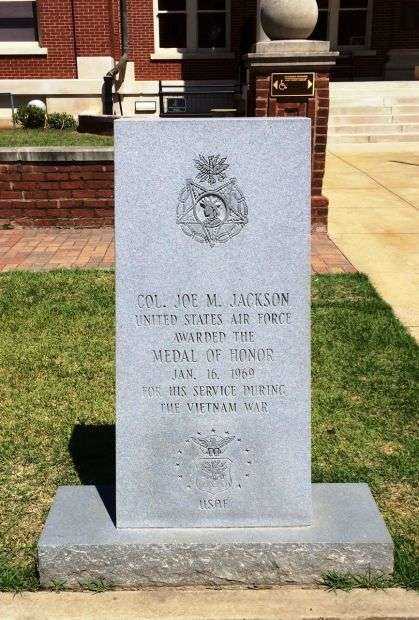 COL. JOE M. JACKSON
UNITED STATES AIR FORCE
AWARDED THE
MEDAL OF HONOR
JAN. 16, 1969
FOR HIS SERVICE DURING
THE VIETNAM WAR
USAF